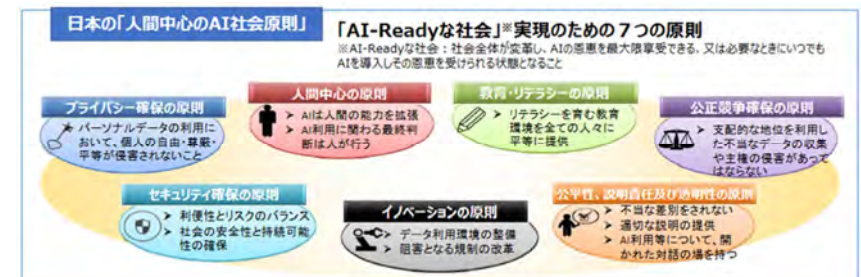 日本の「人間中心のAI社会原則」
「AI-Readyな社会」※実現のための7つの原則
※AI-Readyな社会：社会全体が変革し、AIの恩恵を最大限享受できる、又は必要なときにいつでも
AIを導入しその恩恵を受けられる状態となること
プライバシー確保の原則
➤ パーソナルデータの利用に
おいて、個人の自由・尊厳・
平等が侵害されないこと
人間中心の原則
➤ AIは人間の能力を拡張
➤ AI利用に関わる最終判
断は人が行う
教育・リテラシーの原則
➤ リテラシーを育む教育
環境を全ての人々に
平等に提供
公正競争確保の原則
➤ 支配的な地位を利用し
た不当なデータの収集
や主権の侵害があって
はならない
セキュリティ確保の原則
➤ 利便性とリスクのバランス
➤ 社会の安全性と持続可能
性の確保
イノベーションの原則
➤ データ利用環境の整備
➤ 阻害となる規制の改革
公平性、説明責任及び透明性の原則
➤ 不当な差別をされない
➤ 適切な説明の提供
➤ AI利用等について、開
かれた対話の場を持つ